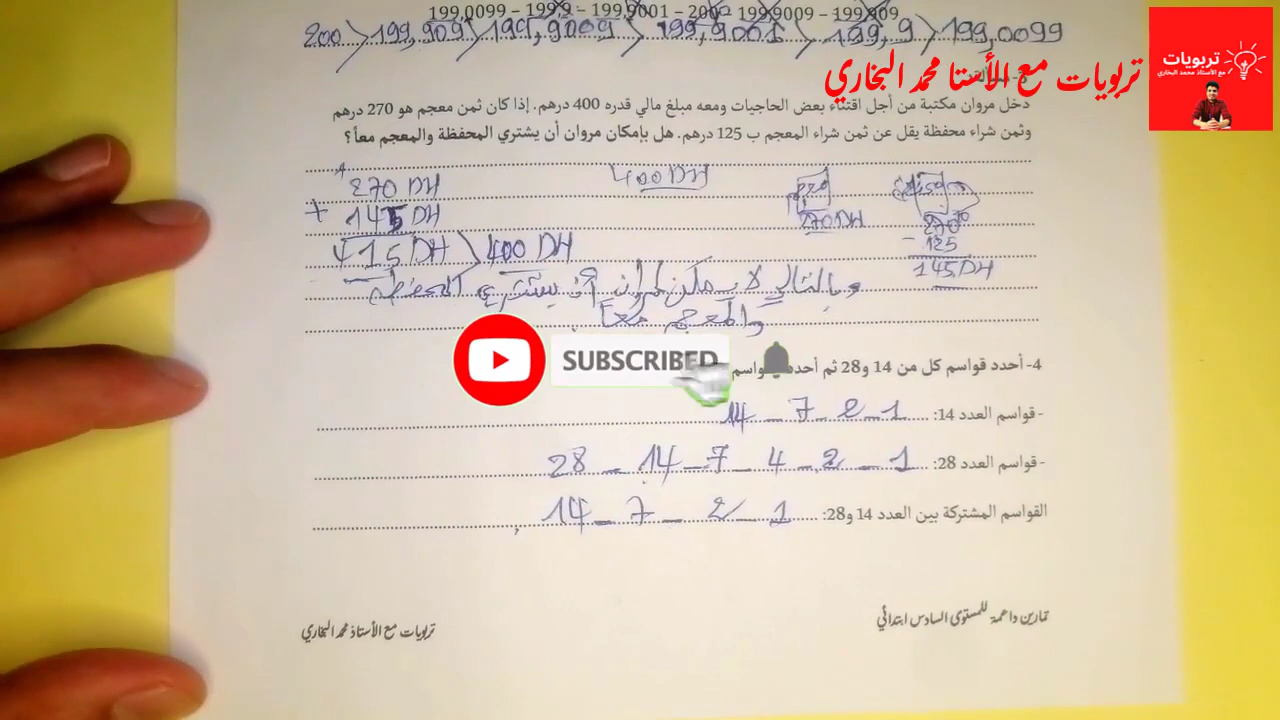 199,0099 – 199,9 – 199,9001 – 200 – 199,9009 – 199,909
200 > 199,909 > 199,9009 > 199,9001 > 199,9 > 199,0099
تربويات مع الأستا محمد البخاري
تربويات
مع الأستاذ محمد البخاري
دخل مروان مكتبة من أجل اقتناء بعض الحاجيات ومعه مبلغ مالي قدره 400 درهم. إذا كان ثمن معجم هو 270 درهم
وثمن شراء محفظة يقل عن ثمن شراء المعجم ب 125 درهم. هل بإمكان مروان أن يشتري المحفظة والمعجم معاً؟
400 DH
270 DH
270
- 125
145 DH
270 DH
+ 145 DH
415 DH > 400 DH
وبالتالي لا يمكن لمروان أن يشتري المحفظة
والمعجم معاً
SUBSCRIBED
4- أحدد قواسم كل من 14 و28 ثم أحدد
- قواسم العدد 14: 1 – 2 – 7 – 14
- قواسم العدد 28: 1 – 2 – 4 – 7 – 14 – 28
القواسم المشتركة بين العدد 14 و28: 1 – 2 – 7 – 14
تمارين داعمة للمستوى السادس ابتدائي
تربويات مع الأستاذ محمد البخاري